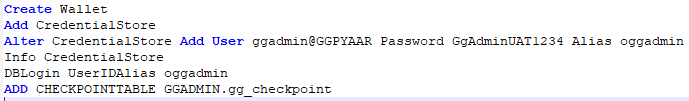 Create Wallet
Add CredentialStore
Alter CredentialStore Add User ggadmin@GGPYAAR Password GgAdminUAT1234 Alias oggadmin
Info CredentialStore
DBLogin UserIDAlias oggadmin
ADD CHECKPOINTTABLE GGADMIN.gg_checkpoint